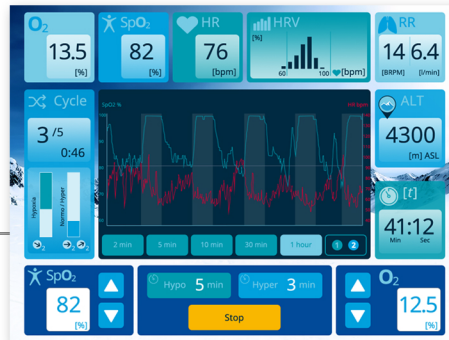 O2
13.5
[%]
SpO2
82
[%]
HR
76
[bpm]
HRV
[%]
60
100
[bpm]
RR
14 6.4
[BRPM] [l/min]
Cycle
3/5
0:46
Hypoxia
Normo / Hyper
SpO2 %
HR bpm
2 min
5 min
10 min
30 min
1 hour
1 2
ALT
4300
[m] ASL
[t]
41:12
Min Sec
SpO2
82
[%]
Hypo 5 min
Hyper 3 min
Stop
O2
12.5
[%]